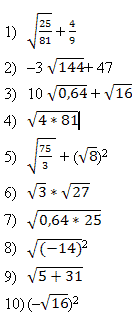 1) √(25/81) + 4/9
2) −3 √144 + 47
3) 10 √0,64 + √16
4) √(4 * 81)
5) √(75/3) + (√8)²
6) √3 * √27
7) √(0,64 * 25)
8) √((−14)²)
9) √(5 + 31)
10) (−√16)²